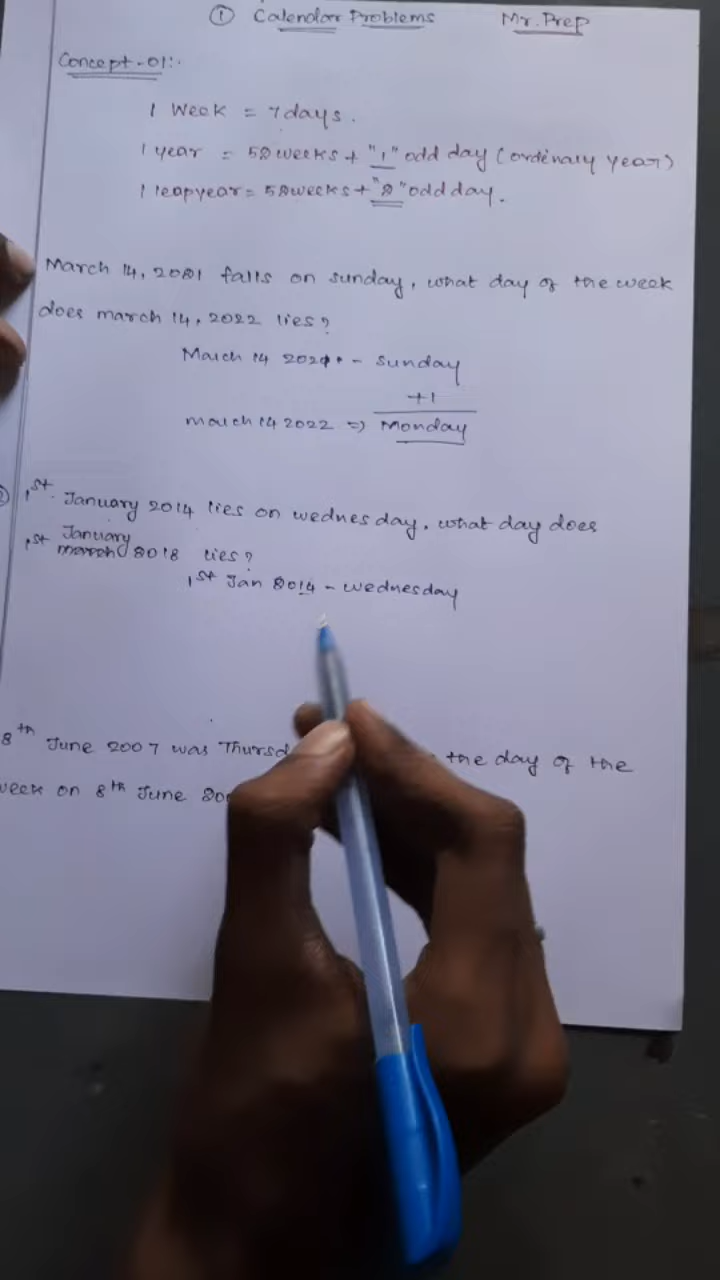 ① Calendar Problems Mr. Prep
Concept-01:-
1 Week = 7 days.
1 year = 52 weeks + "1" odd day (ordinary year)
1 leapyear = 52 weeks + "2" odd day.
March 14, 2021 falls on sunday, what day of the week
does march 14, 2022 lies?
March 14 2021 - sunday
+1
march 14 2022 => Monday
1st January 2014 lies on wednesday, what day does
1st January 2018 lies?
1st Jan 2014 - wednesday
8th June 2007 was the day of the
week on 8th June